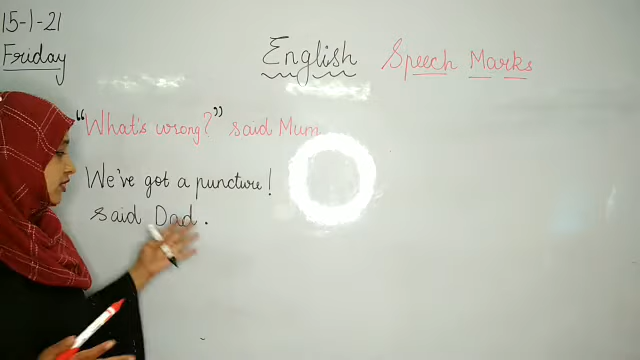 15-1-21
Friday
English Speech Marks
"What's wrong?" said Mum
We've got a puncture!
said Dad.